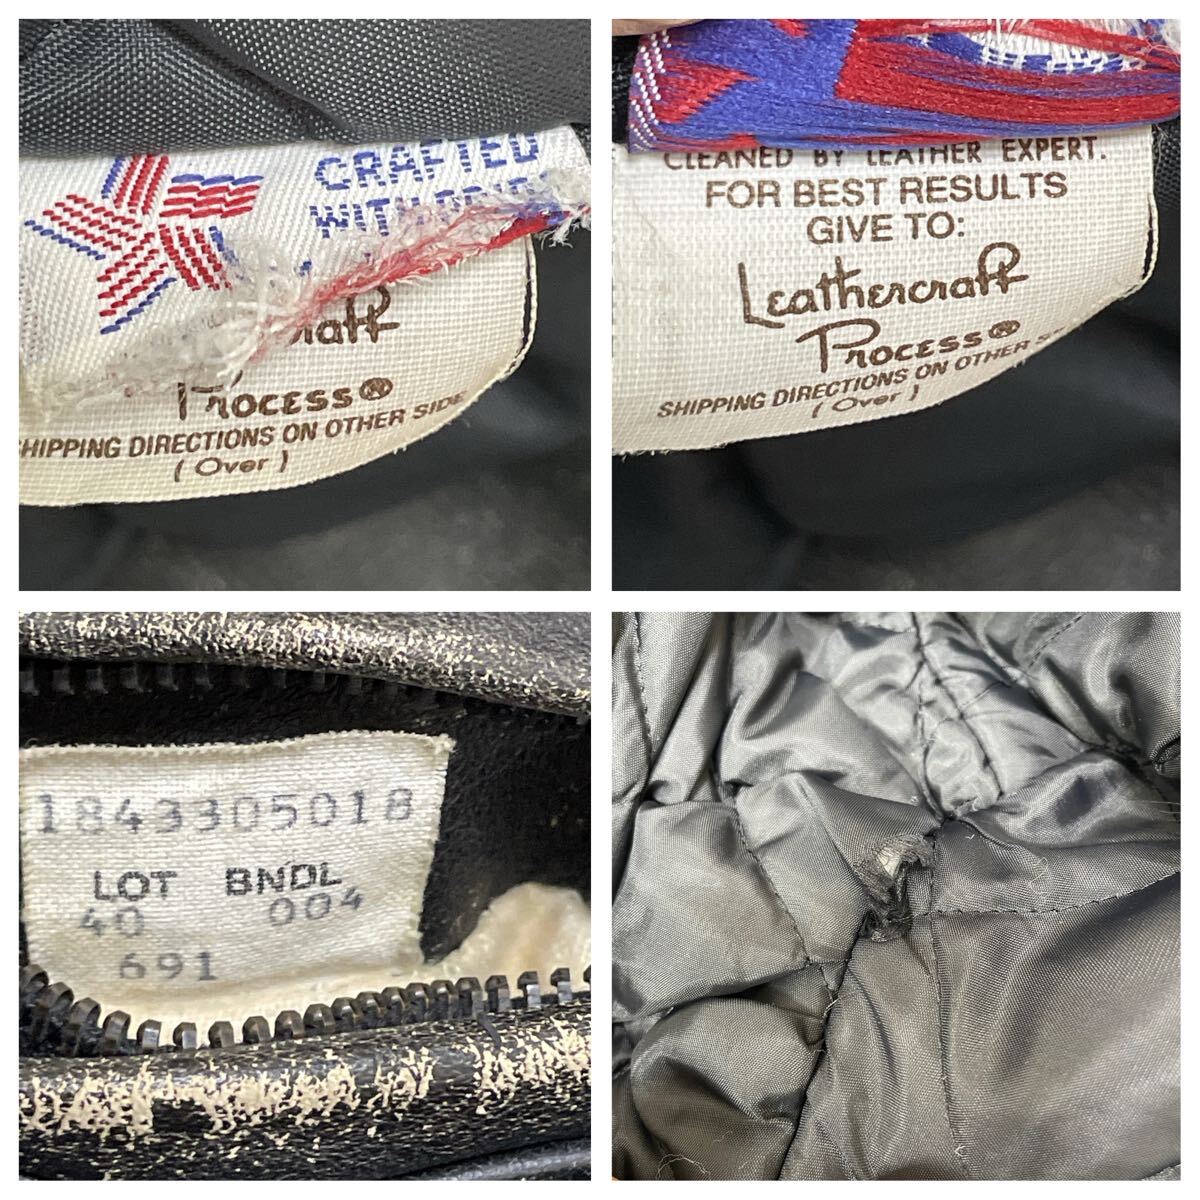 CRAFTED
WITH
craft
Process®
SHIPPING DIRECTIONS ON OTHER SIDE
( Over )
CLEANED BY LEATHER EXPERT.
FOR BEST RESULTS
GIVE TO:
Leathercraft
Process®
SHIPPING DIRECTIONS ON OTHER
( Over )
1843305018
LOT BNDL
40 004
691